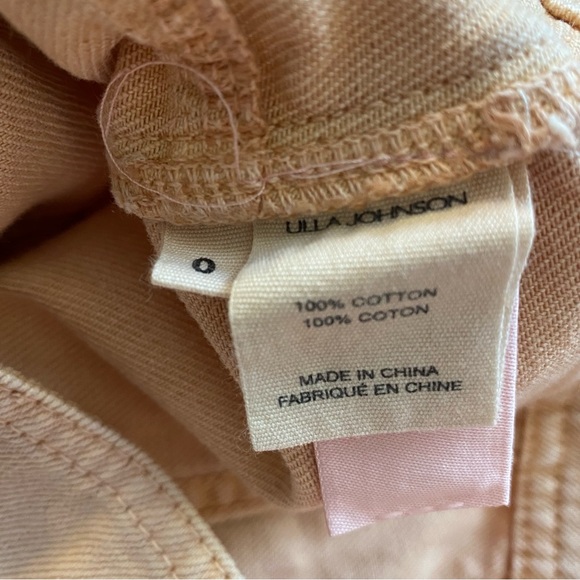 ULLA JOHNSON
0
100% COTTON
100% COTON
MADE IN CHINA
FABRIQUÉ EN CHINE